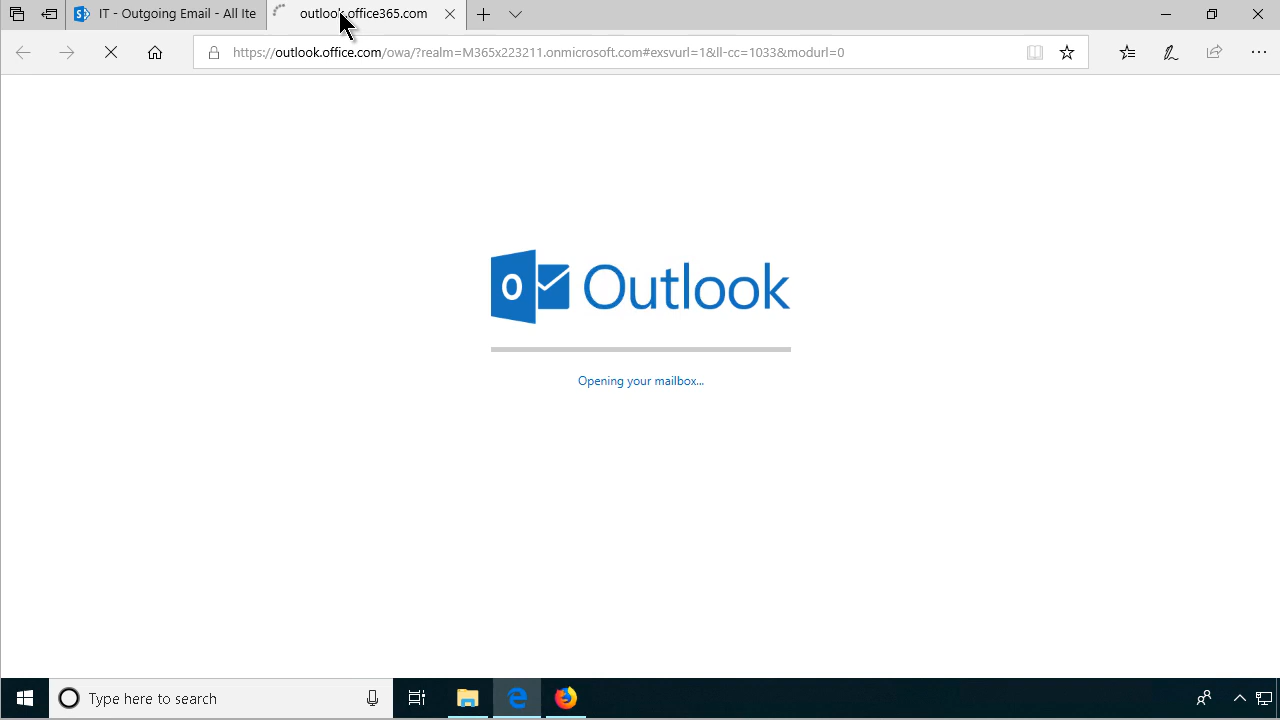 IT - Outgoing Email - All Ite
outlook.office365.com
https://outlook.office.com/owa/?realm=M365x223211.onmicrosoft.com#exsvurl=1&ll-cc=1033&modurl=0
Outlook
Opening your mailbox...
Type here to search